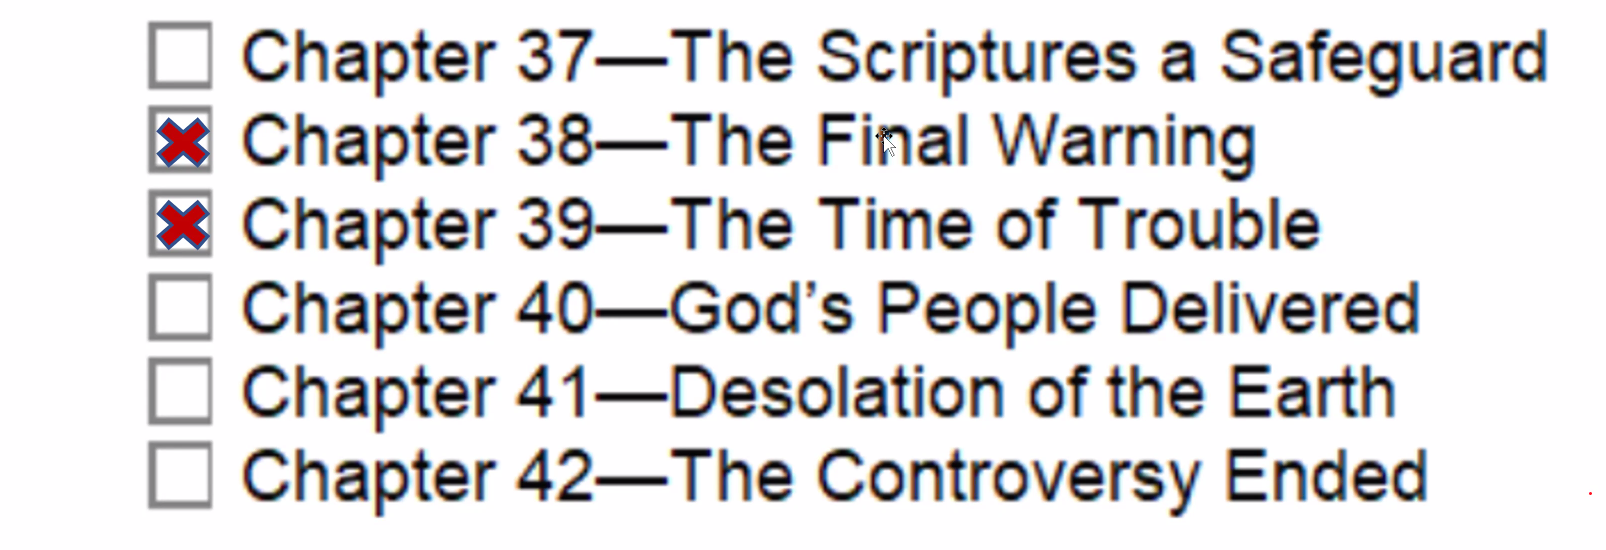 Chapter 37—The Scriptures a Safeguard
Chapter 38—The Final Warning
Chapter 39—The Time of Trouble
Chapter 40—God’s People Delivered
Chapter 41—Desolation of the Earth
Chapter 42—The Controversy Ended